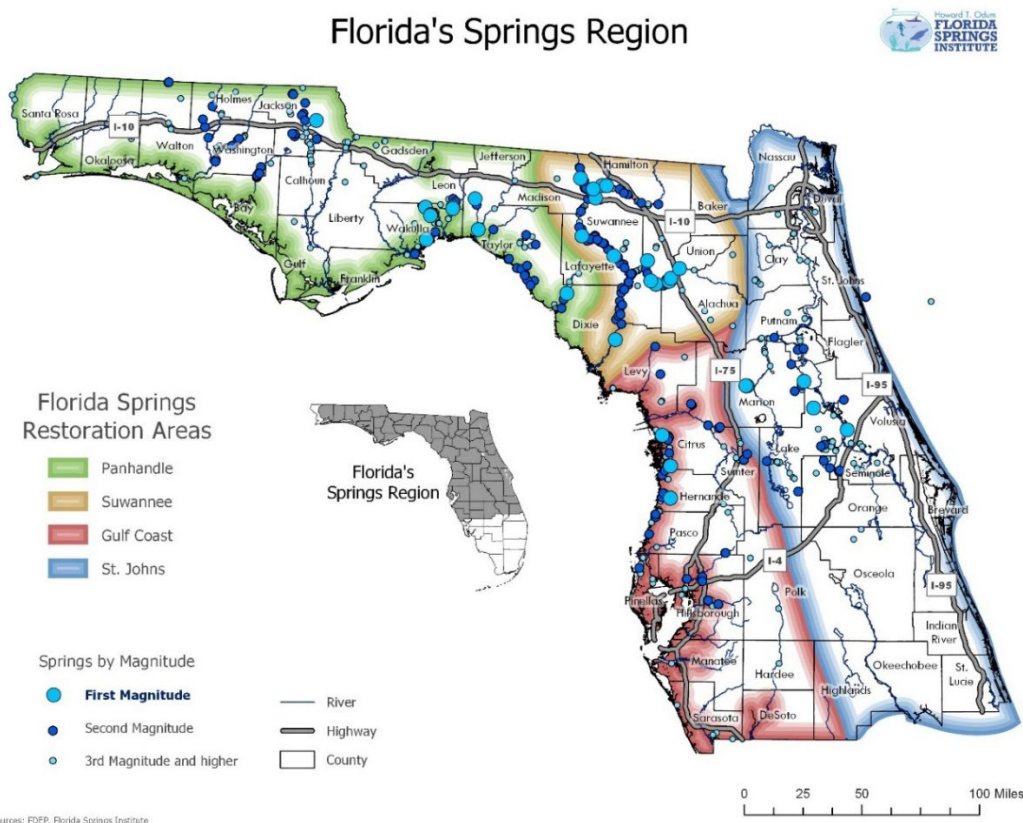 Florida's Springs Region
Howard T. Odum
FLORIDA
SPRINGS
INSTITUTE
Santa Rosa
Okaloosa
I-10
Walton
Holmes
Washington
Jackson
Bay
Calhoun
Gulf
Liberty
Franklin
Gadsden
Leon
Wakulla
Jefferson
Madison
Taylor
Hamilton
Suwannee
Lafayette
Dixie
I-10
Baker
Union
Alachua
Nassau
Duval
Clay
St. Johns
Putnam
Flagler
Levy
I-75
Marion
I-95
Volusia
Citrus
Sumter
Lake
Seminole
Hernando
Orange
Brevard
Pasco
I-4
Osceola
Polk
I-95
Pinellas
Hillsborough
Indian
River
Manatee
Hardee
Highlands
Okeechobee
St.
Lucie
Sarasota
DeSoto
Florida Springs
Restoration Areas
Panhandle
Suwannee
Gulf Coast
St. Johns
Florida's
Springs Region
Springs by Magnitude
First Magnitude
Second Magnitude
3rd Magnitude and higher
River
Highway
County
0 25 50 100 Miles
ources: FDEP, Florida Springs Institute